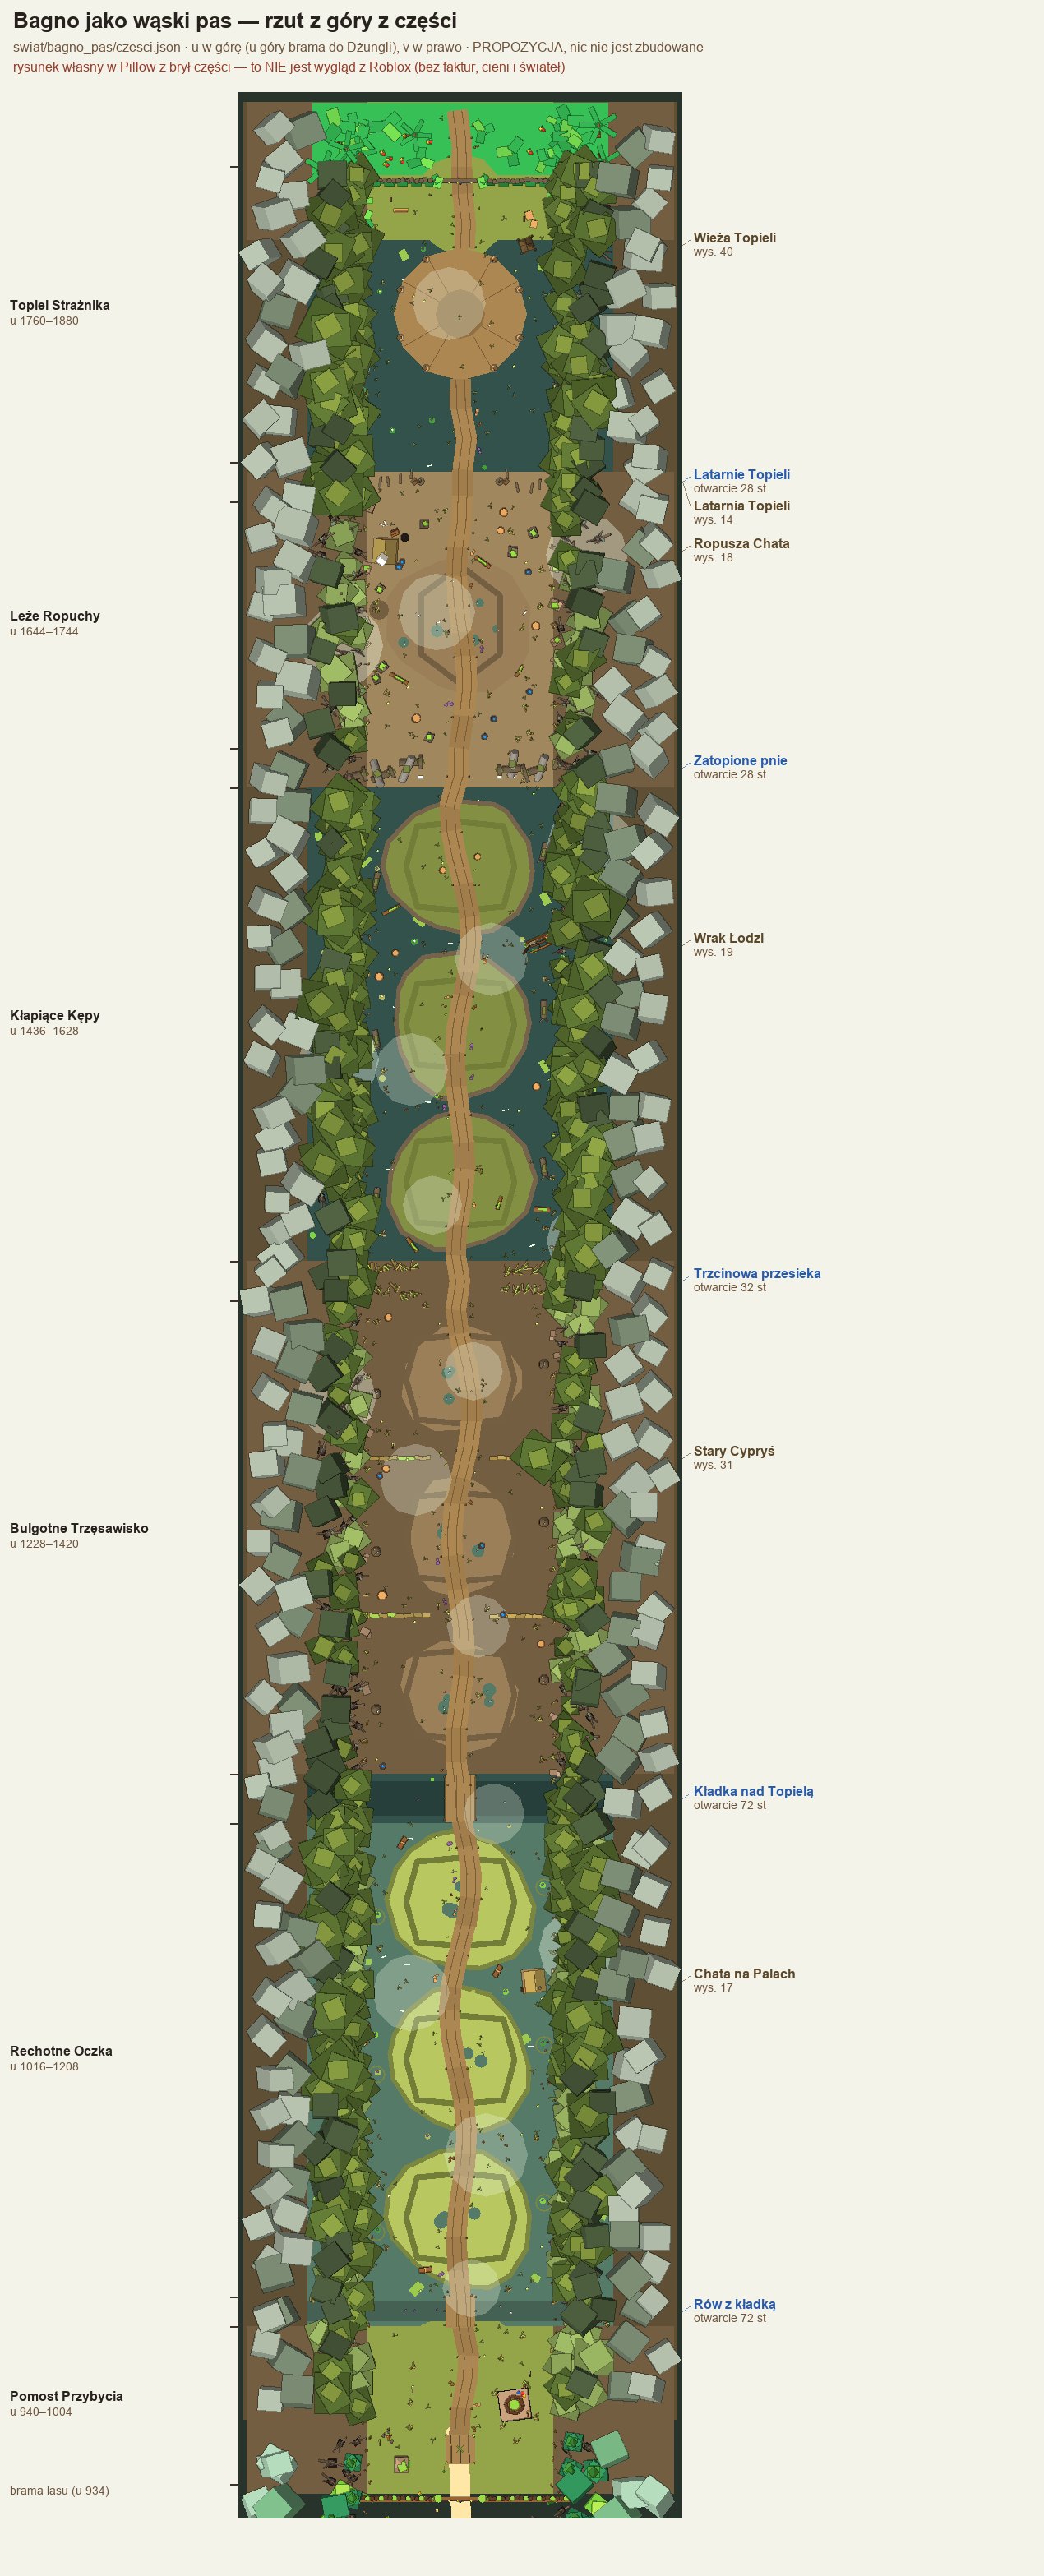 Bagno jako wąski pas — rzut z góry z części
swiat/bagno_pas/czesci.json · u w górę (u góry brama do Dżungli), v w prawo · PROPOZYCJA, nic nie jest zbudowane
rysunek własny w Pillow z brył części — to NIE jest wygląd z Roblox (bez faktur, cieni i świateł)
Wieża Topieli
wys. 40
Topiel Strażnika
u 1760–1880
Latarnie Topieli
otwarcie 28 st
Latarnia Topieli
wys. 14
Ropusza Chata
wys. 18
Leże Ropuchy
u 1644–1744
Zatopione pnie
otwarcie 28 st
Wrak Łodzi
wys. 19
Kłapiące Kępy
u 1436–1628
Trzcinowa przesieka
otwarcie 32 st
Stary Cypryś
wys. 31
Bulgotne Trzęsawisko
u 1228–1420
Kładka nad Topielą
otwarcie 72 st
Chata na Palach
wys. 17
Rechotne Oczka
u 1016–1208
Rów z kładką
otwarcie 72 st
Pomost Przybycia
u 940–1004
brama lasu (u 934)